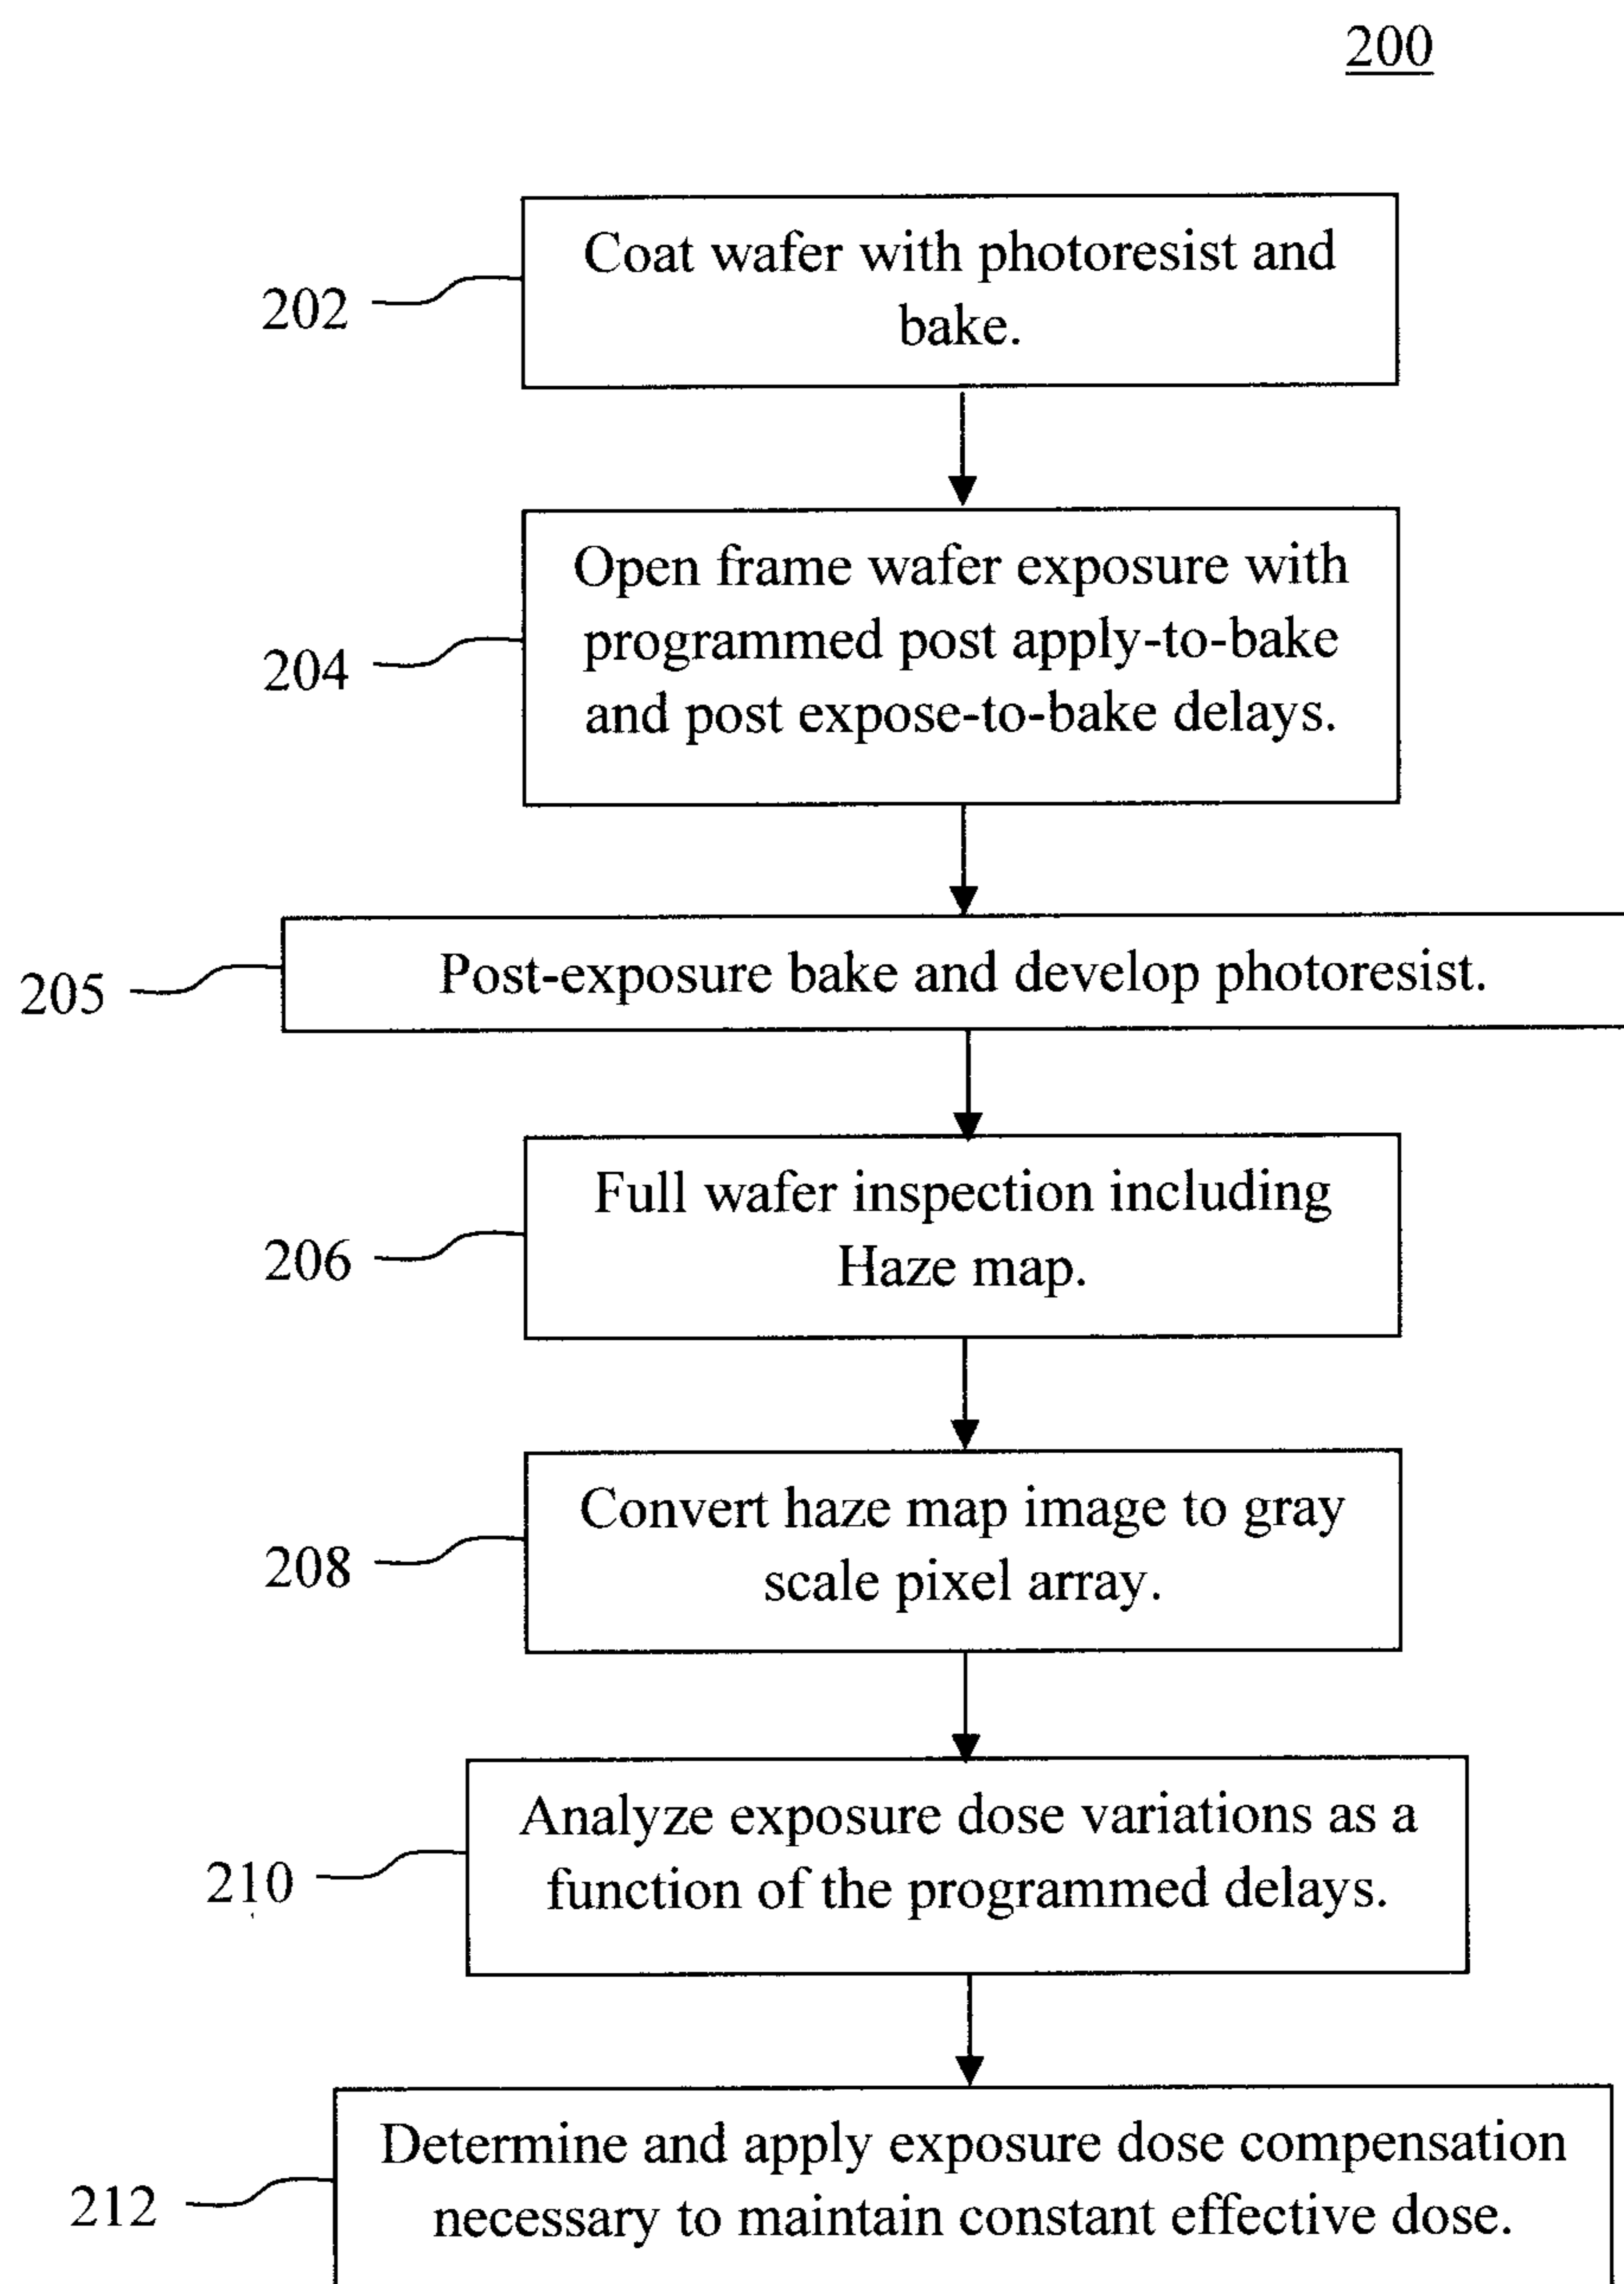 200
Coat wafer with photoresist and
bake.
202
Open frame wafer exposure with
programmed post apply-to-bake
and post expose-to-bake delays.
204
Post-exposure bake and develop photoresist.
205
Full wafer inspection including
Haze map.
206
Convert haze map image to gray
scale pixel array.
208
Analyze exposure dose variations as a
function of the programmed delays.
210
Determine and apply exposure dose compensation
necessary to maintain constant effective dose.
212